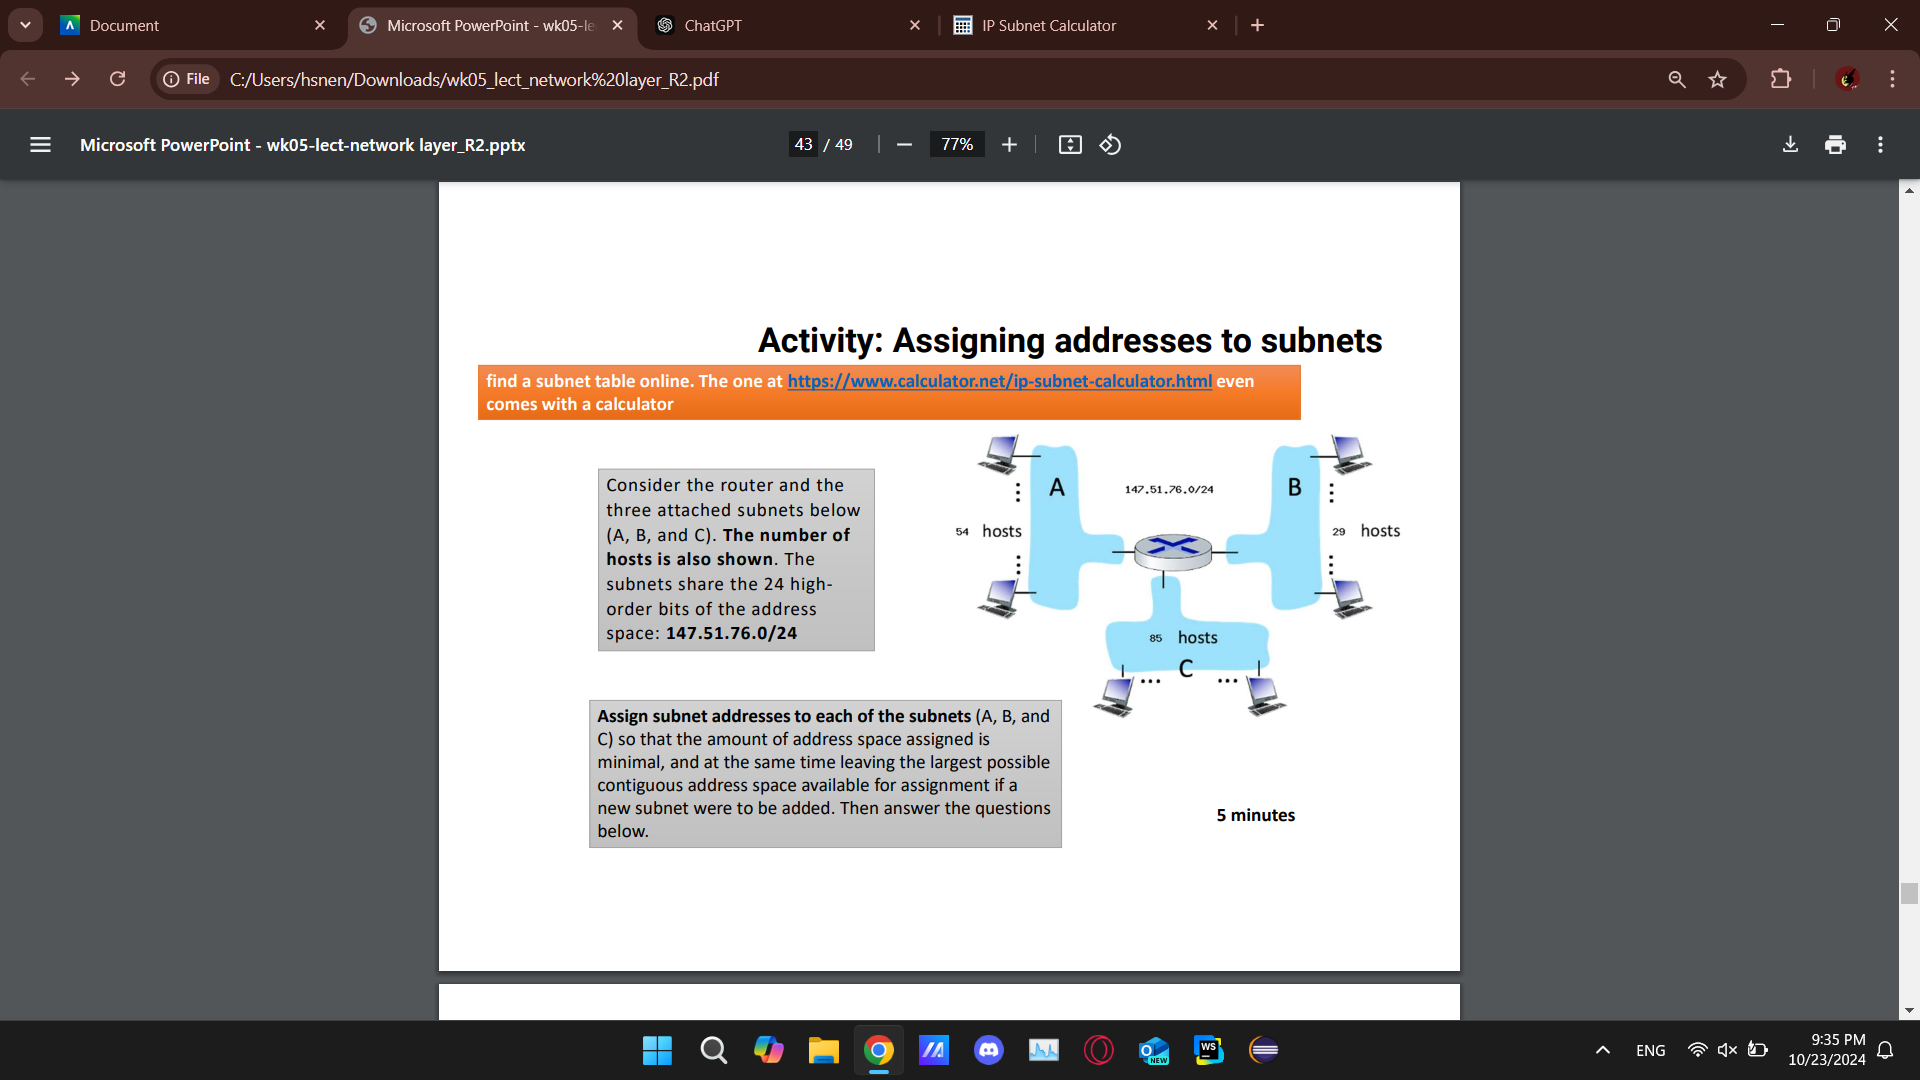 Document
Microsoft PowerPoint - wk05-le
ChatGPT
IP Subnet Calculator
File
C:/Users/hsnen/Downloads/wk05_lect_network%20layer_R2.pdf
Microsoft PowerPoint - wk05-lect-network layer_R2.pptx
43 / 49
77%
Activity: Assigning addresses to subnets
find a subnet table online. The one at https://www.calculator.net/ip-subnet-calculator.html even
comes with a calculator
Consider the router and the
three attached subnets below
(A, B, and C). The number of
hosts is also shown. The
subnets share the 24 high-
order bits of the address
space: 147.51.76.0/24
A
147.51.76.0/24
B
54 hosts
29 hosts
85 hosts
C
Assign subnet addresses to each of the subnets (A, B, and
C) so that the amount of address space assigned is
minimal, and at the same time leaving the largest possible
contiguous address space available for assignment if a
new subnet were to be added. Then answer the questions
below.
5 minutes
NEW
WS
ENG
9:35 PM
10/23/2024